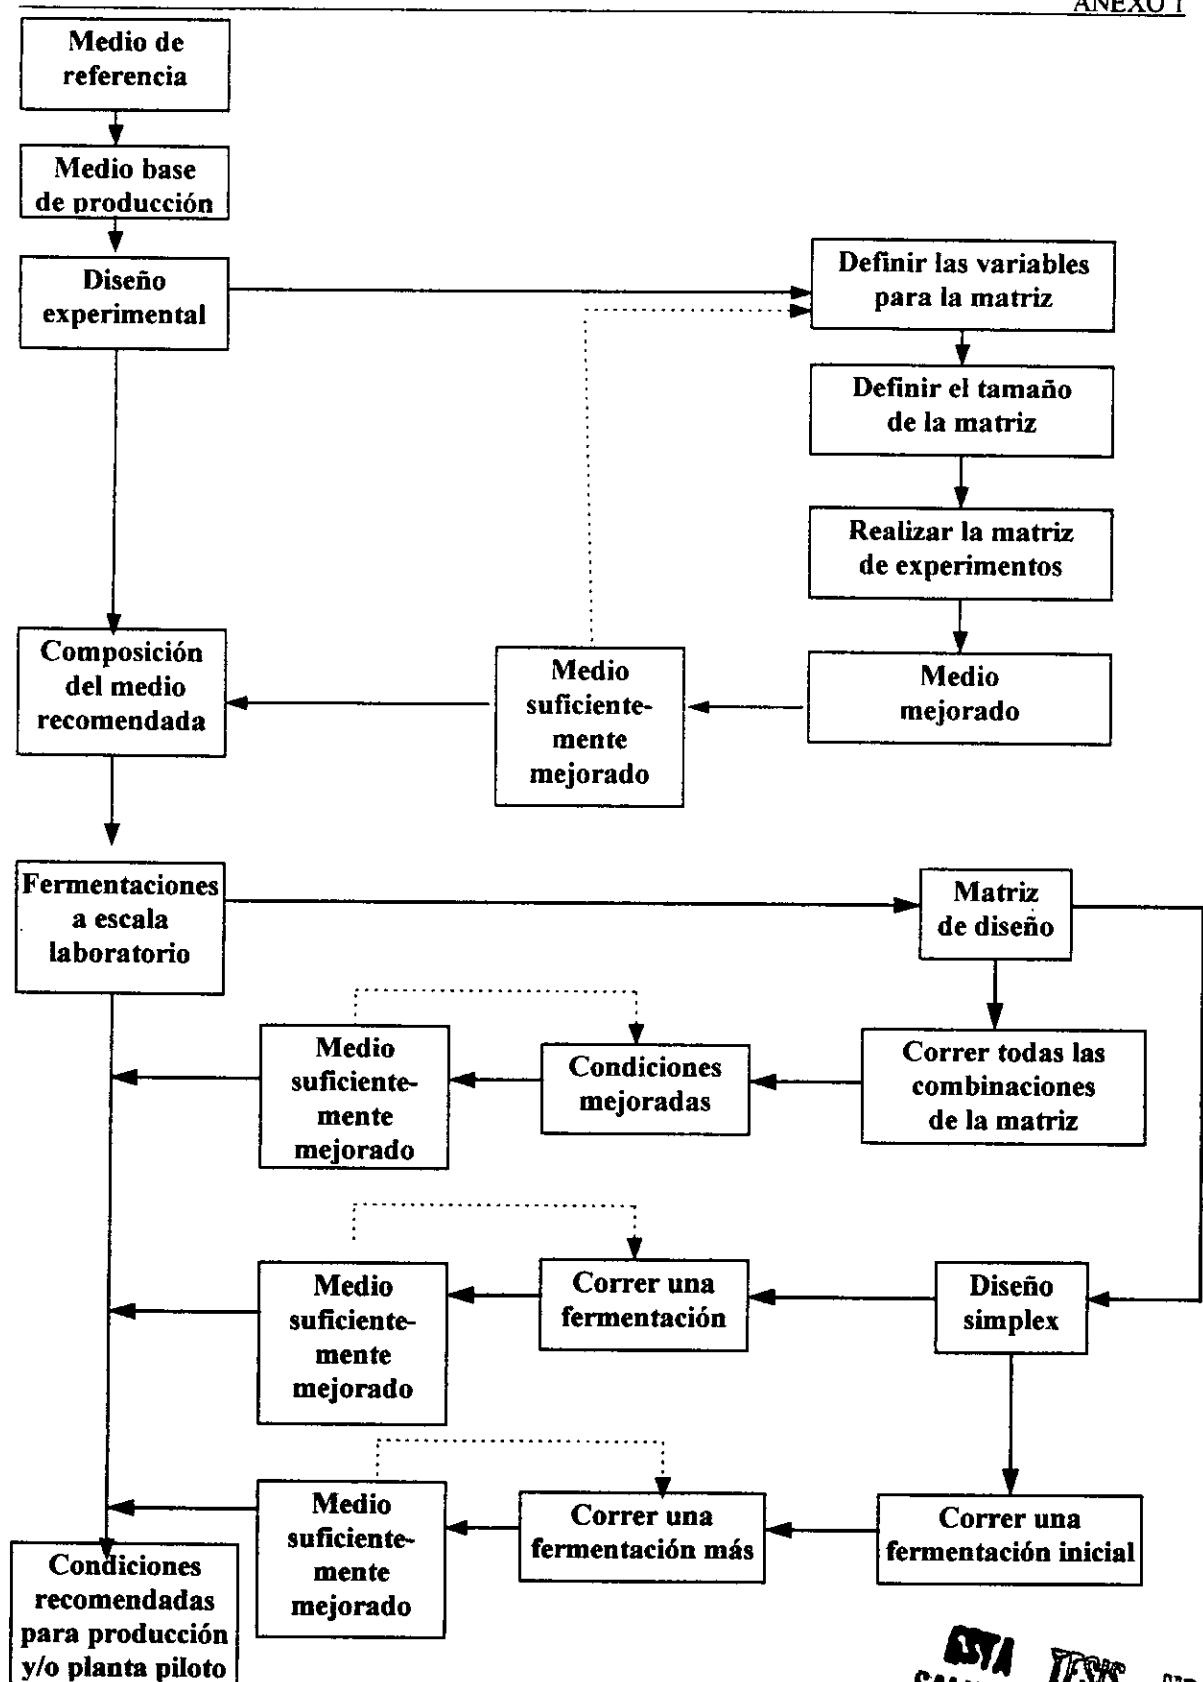 ANEXO 1
Medio de
referencia
Medio base
de producción
Diseño
experimental
Definir las variables
para la matriz
Definir el tamaño
de la matriz
Realizar la matriz
de experimentos
Medio
mejorado
Medio
suficiente-
mente
mejorado
Composición
del medio
recomendada
Fermentaciones
a escala
laboratorio
Matriz
de diseño
Correr todas las
combinaciones
de la matriz
Condiciones
mejoradas
Medio
suficiente-
mente
mejorado
Diseño
simplex
Correr una
fermentación
Medio
suficiente-
mente
mejorado
Correr una
fermentación inicial
Correr una
fermentación más
Medio
suficiente-
mente
mejorado
Condiciones
recomendadas
para producción
y/o planta piloto
TESIS